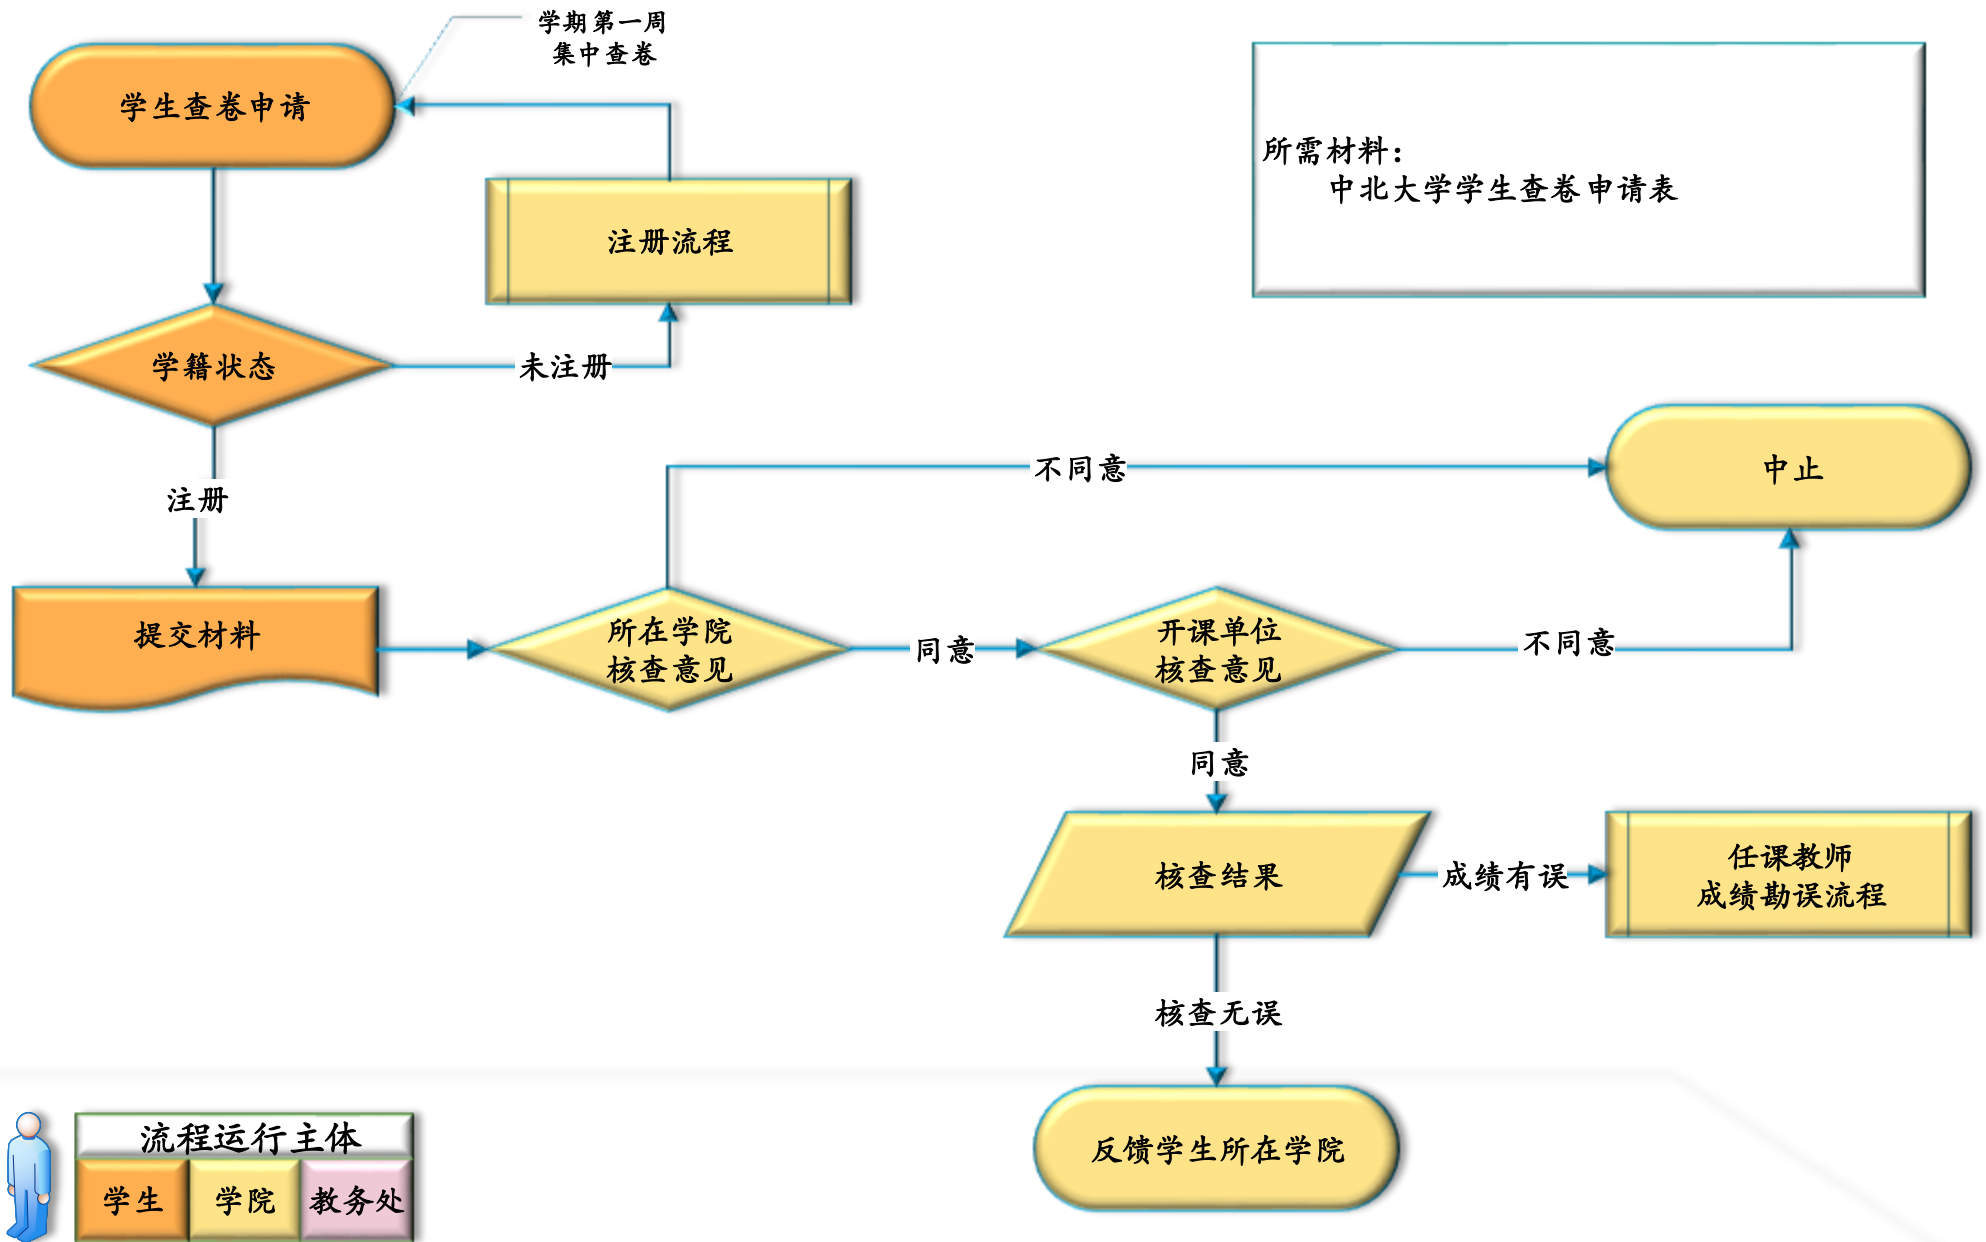 学期第一周
集中查卷
学生查卷申请
所需材料：
中北大学学生查卷申请表
注册流程
学籍状态
未注册
注册
不同意
中止
提交材料
所在学院
核查意见
同意
开课单位
核查意见
不同意
同意
核查结果
成绩有误
任课教师
成绩勘误流程
核查无误
反馈学生所在学院
流程运行主体
学生
学院
教务处